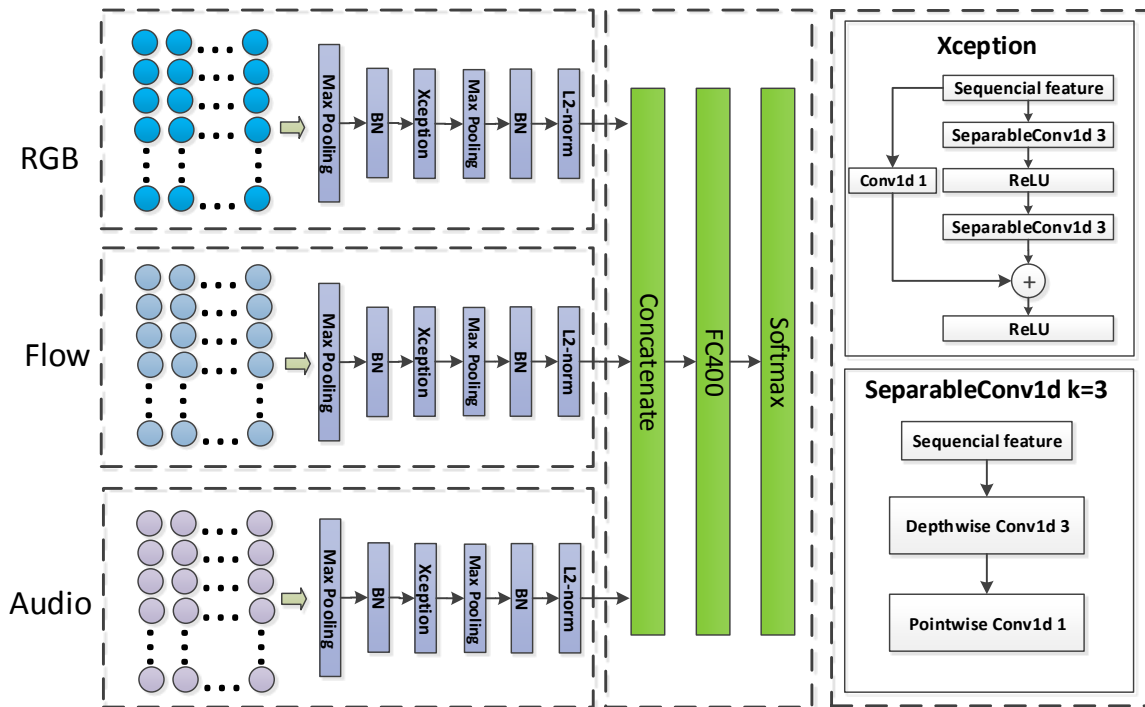 RGB
Max Pooling
BN
Xception
Max Pooling
BN
L2-norm
Flow
Max Pooling
BN
Xception
Max Pooling
BN
L2-norm
Audio
Max Pooling
BN
Xception
Max Pooling
BN
L2-norm
Concatenate
FC400
Softmax
Xception
Sequencial feature
SeparableConv1d 3
Conv1d 1
ReLU
SeparableConv1d 3
+
ReLU
SeparableConv1d k=3
Sequencial feature
Depthwise Conv1d 3
Pointwise Conv1d 1